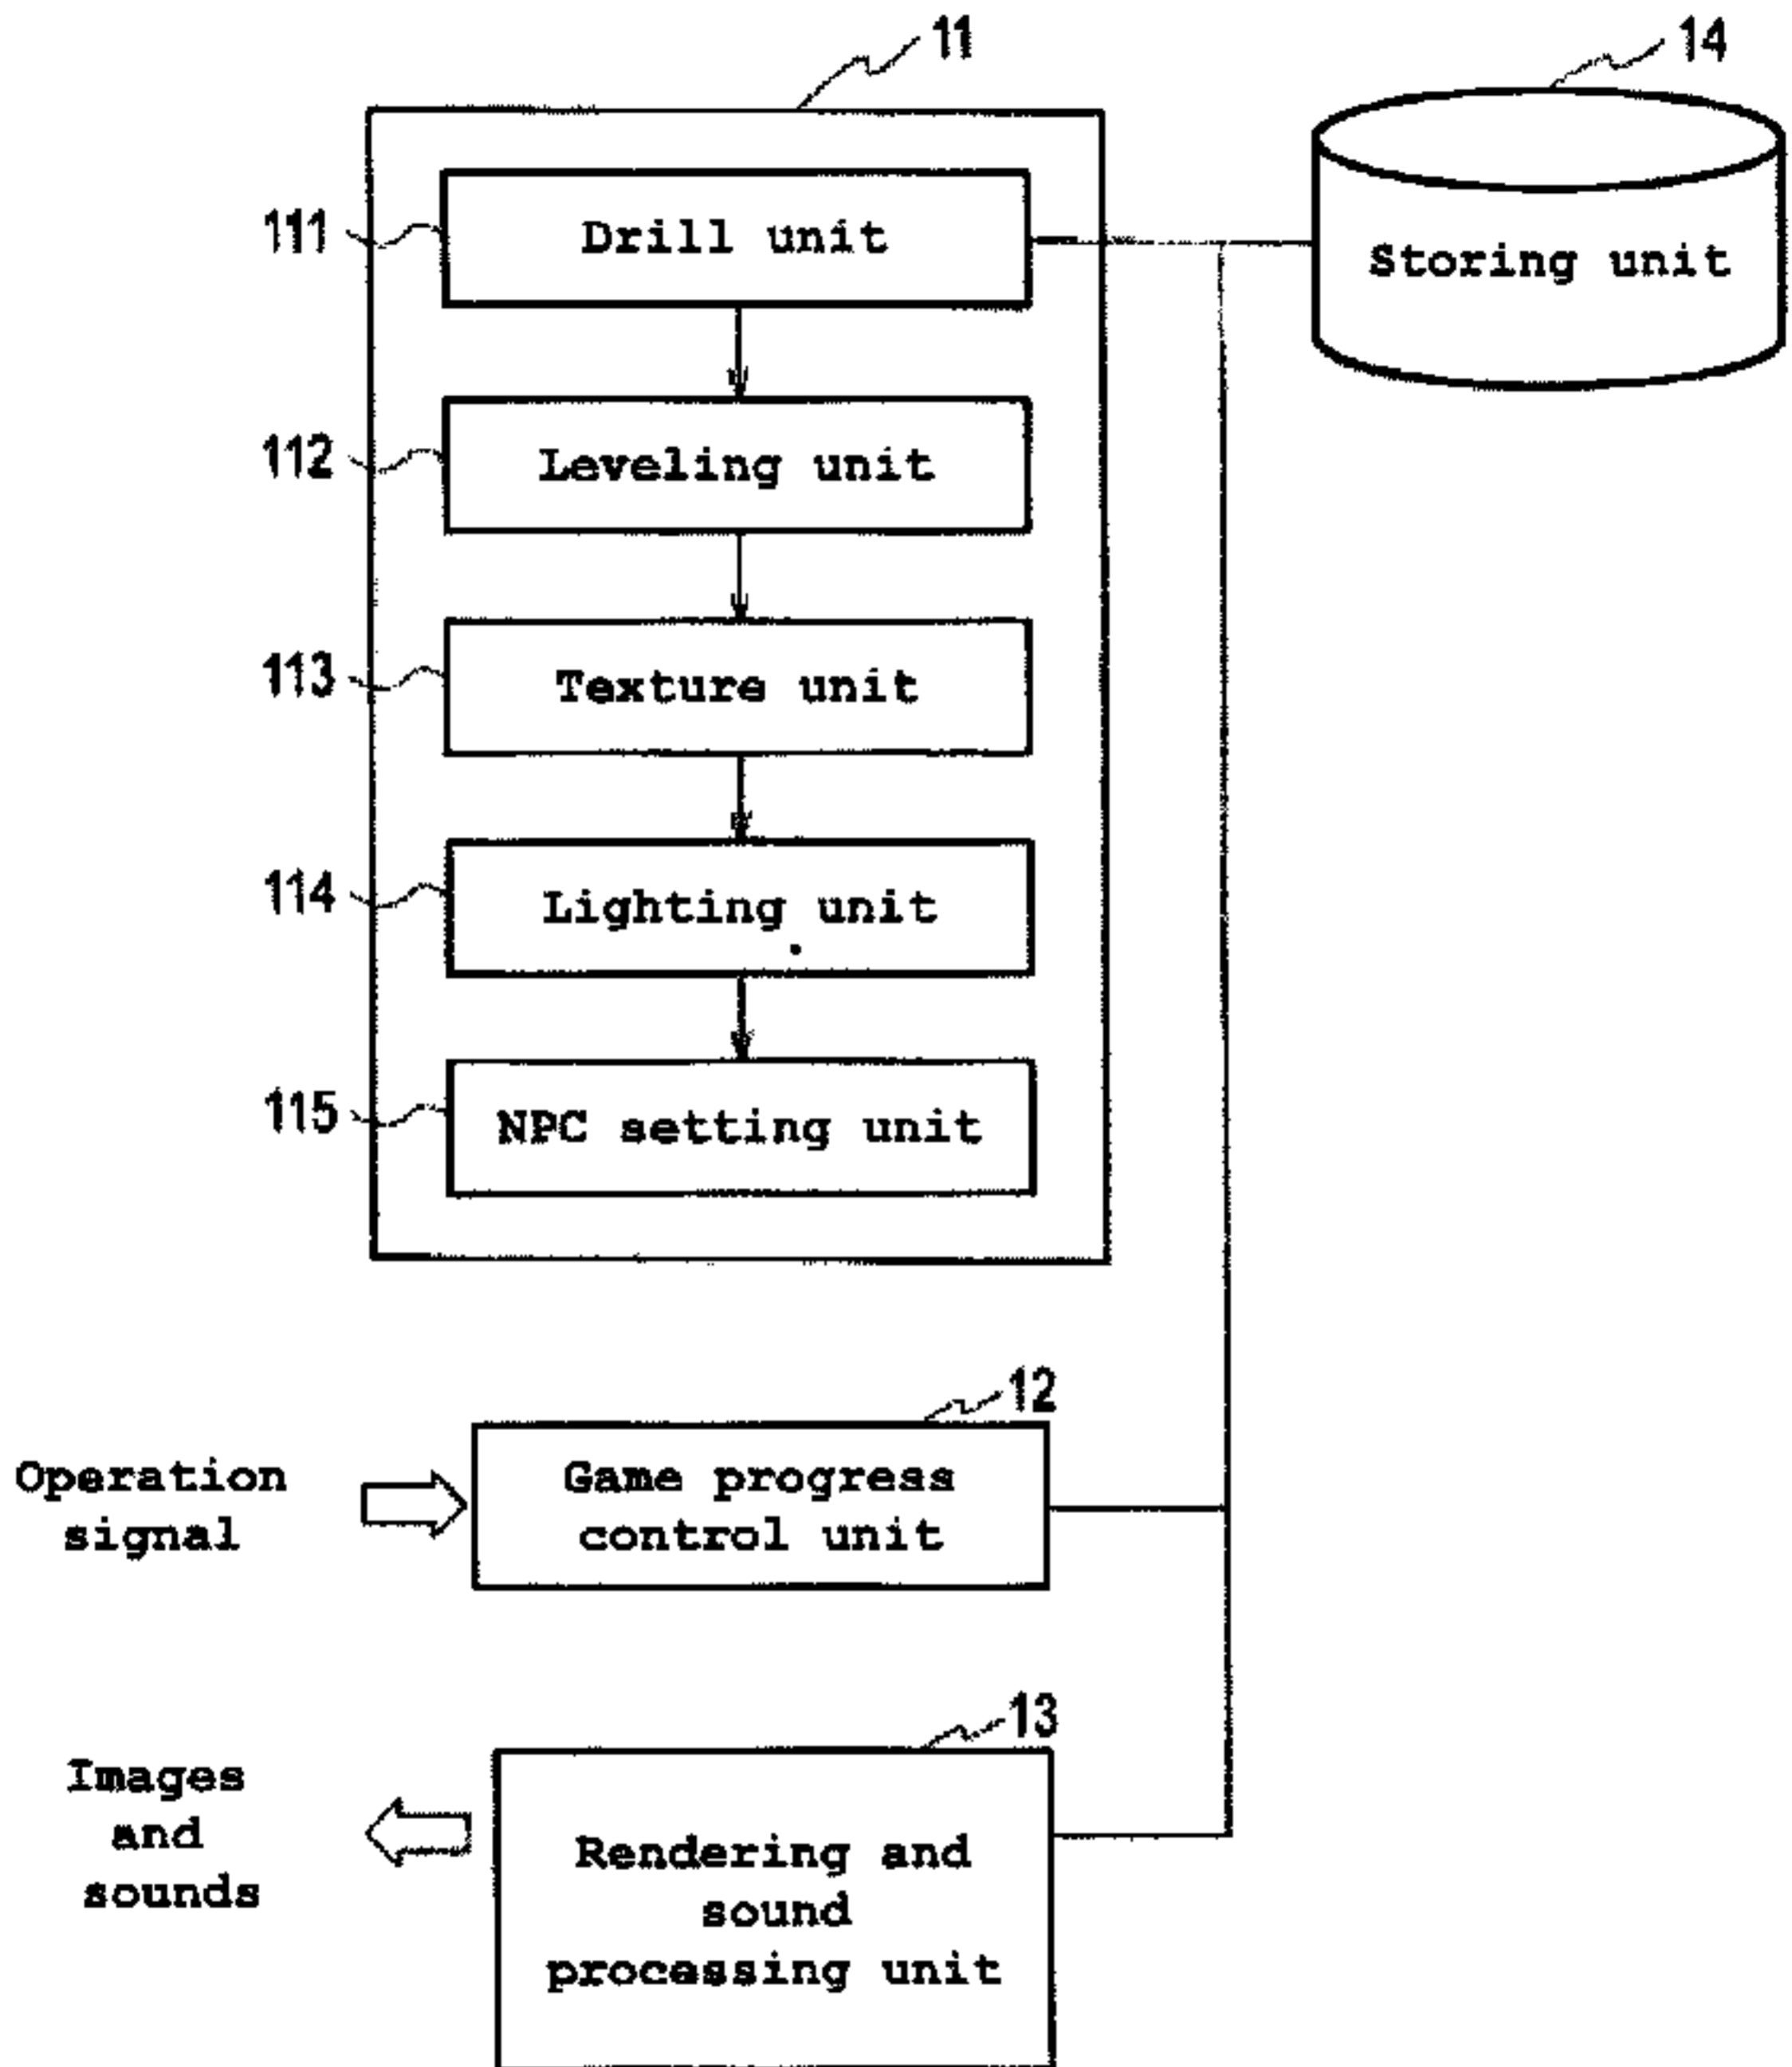 11
14
111
Drill unit
Storing unit
112
Leveling unit
113
Texture unit
114
Lighting unit
115
NPC setting unit
12
Operation
signal
Game progress
control unit
13
Images
and
sounds
Rendering and
sound
processing unit